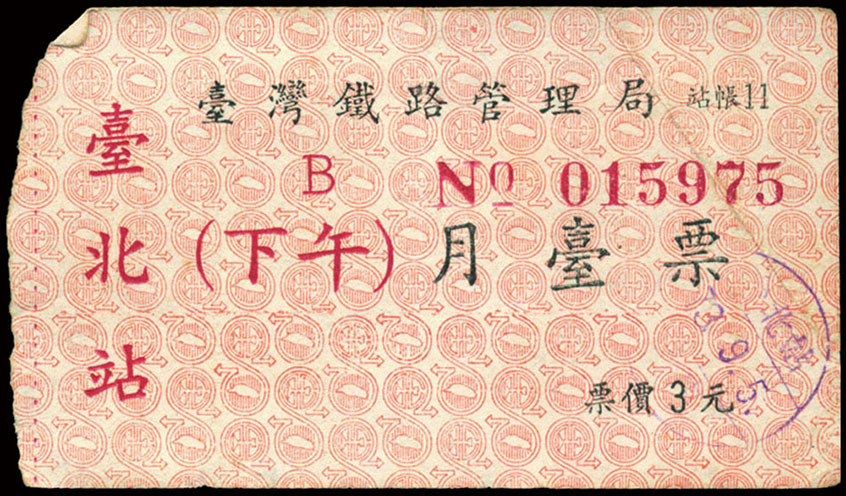 臺灣鐵路管理局 站帳11
B No 015975
臺北站
(下午)月臺票
票價3元